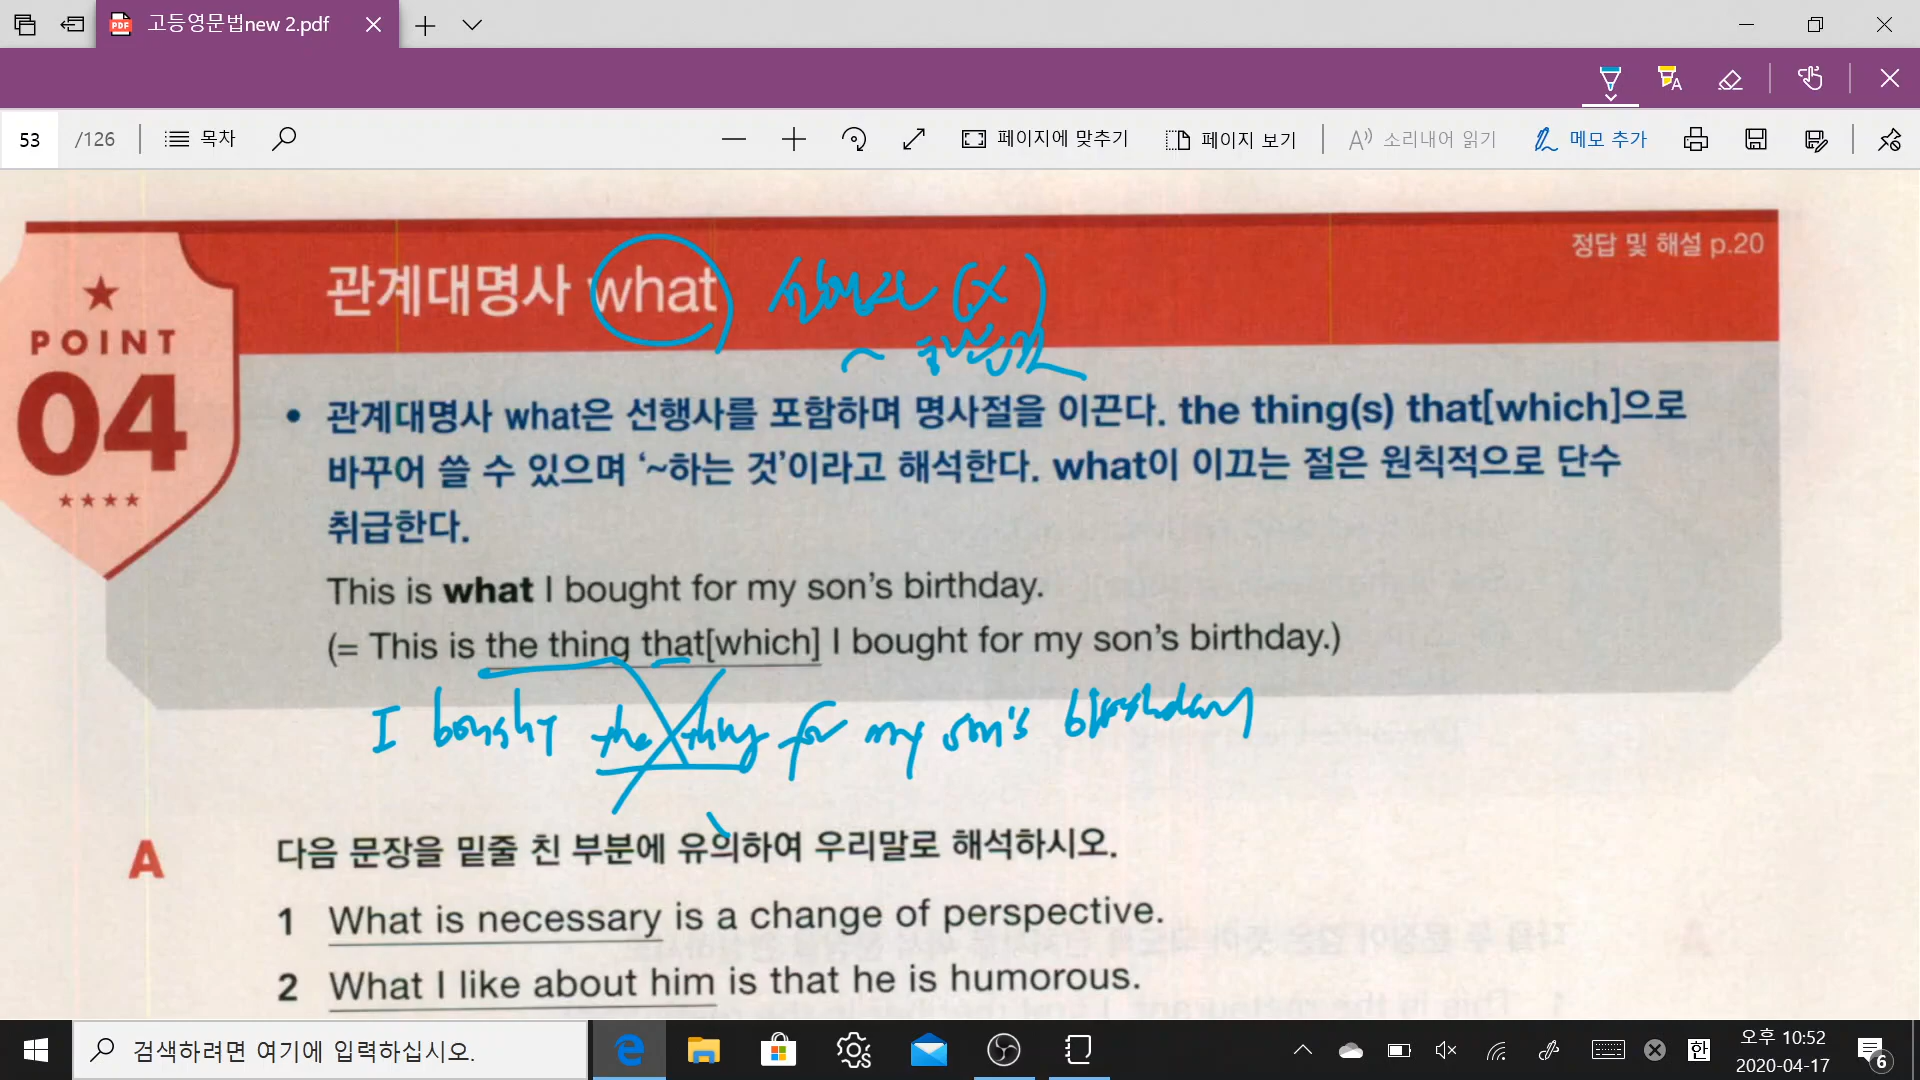 고등영문법new 2.pdf
53 /126 목차 페이지에 맞추기 페이지 보기 A 소리내어 읽기 메모 추가
정답 및 해설 p.20
관계대명사 what 선행사 (X)
POINT
04
• 관계대명사 what은 선행사를 포함하며 명사절을 이끈다. the thing(s) that[which]으로
바꾸어 쓸 수 있으며 ‘~하는 것’이라고 해석한다. what이 이끄는 절은 원칙적으로 단수
취급한다.
This is what I bought for my son’s birthday.
(= This is the thing that[which] I bought for my son’s birthday.)
I bought the thing for my son's birthday
A 다음 문장을 밑줄 친 부분에 유의하여 우리말로 해석하시오.
1 What is necessary is a change of perspective.
2 What I like about him is that he is humorous.
검색하려면 여기에 입력하십시오.
한
오후 10:52
2020-04-17
6